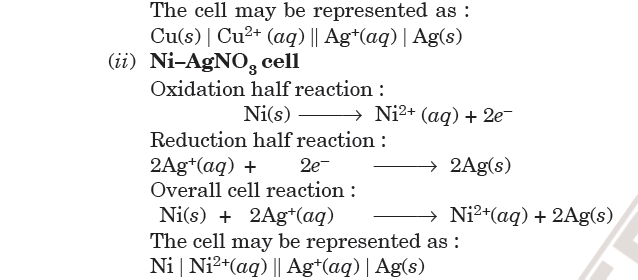 The cell may be represented as :
Cu(s) | Cu²⁺ (aq) || Ag⁺(aq) | Ag(s)
(ii) Ni–AgNO₃ cell
Oxidation half reaction :
Ni(s) ⟶ Ni²⁺ (aq) + 2e⁻
Reduction half reaction :
2Ag⁺(aq) + 2e⁻ ⟶ 2Ag(s)
Overall cell reaction :
Ni(s) + 2Ag⁺(aq) ⟶ Ni²⁺(aq) + 2Ag(s)
The cell may be represented as :
Ni | Ni²⁺(aq) || Ag⁺(aq) | Ag(s)